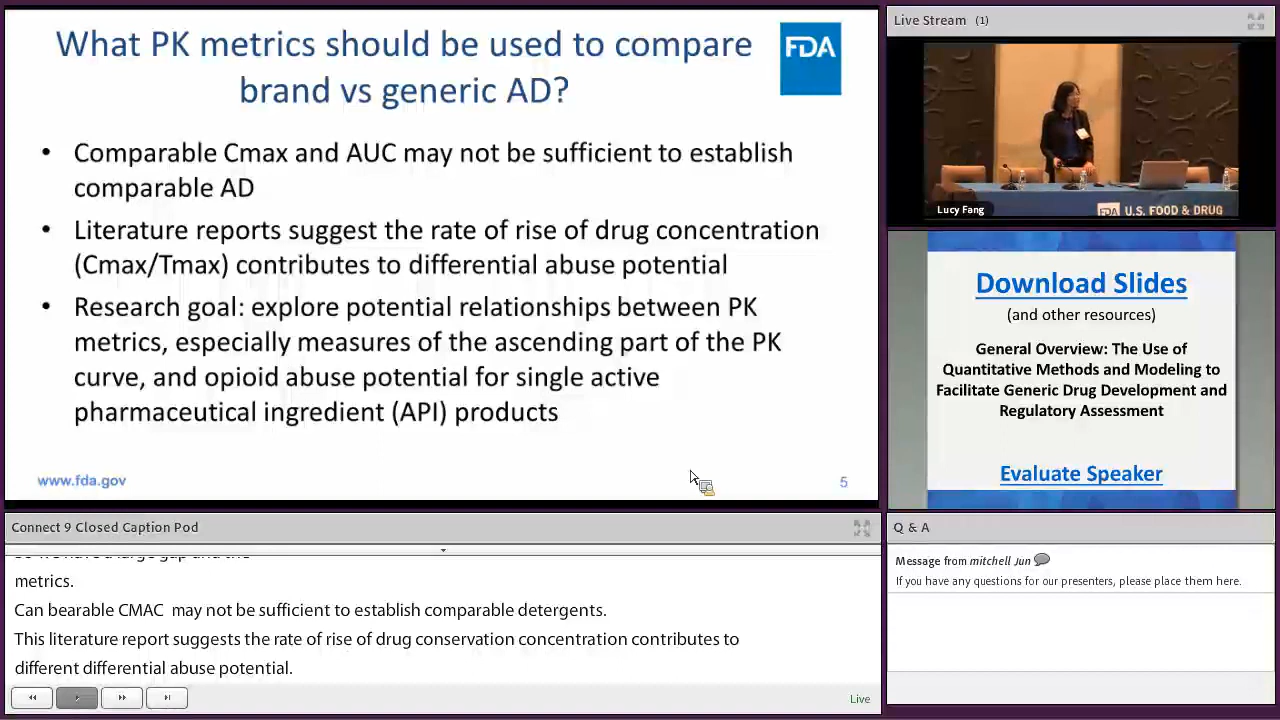 What PK metrics should be used to compare
brand vs generic AD?
FDA
• Comparable Cmax and AUC may not be sufficient to establish
comparable AD
• Literature reports suggest the rate of rise of drug concentration
(Cmax/Tmax) contributes to differential abuse potential
• Research goal: explore potential relationships between PK
metrics, especially measures of the ascending part of the PK
curve, and opioid abuse potential for single active
pharmaceutical ingredient (API) products
www.fda.gov
5
Live Stream (1)
Lucy Fang
FDA U.S. FOOD & DRUG
Download Slides
(and other resources)
General Overview: The Use of
Quantitative Methods and Modeling to
Facilitate Generic Drug Development and
Regulatory Assessment
Evaluate Speaker
Connect 9 Closed Caption Pod
So we have a large gap and the
metrics.
Can bearable CMAC may not be sufficient to establish comparable detergents.
This literature report suggests the rate of rise of drug conservation concentration contributes to
different differential abuse potential.
Live
Q & A
Message from mitchell Jun
If you have any questions for our presenters, please place them here.